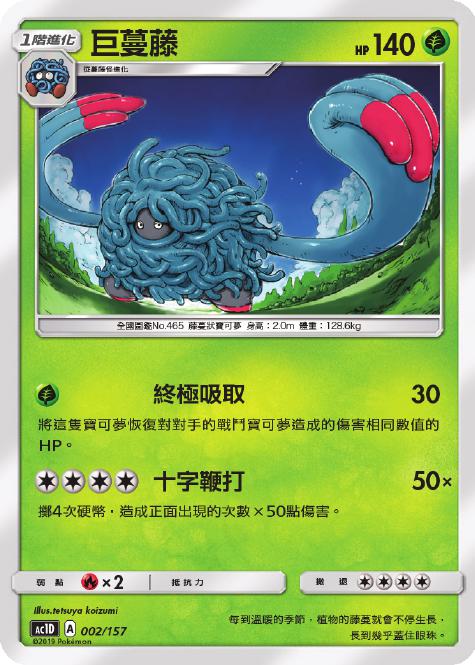 1階進化
巨蔓藤
HP 140
從蔓藤怪進化
全國圖鑑No.465 藤蔓狀寶可夢 身高:2.0m 體重:128.6kg
終極吸取 30
將這隻寶可夢恢復對對手的戰鬥寶可夢造成的傷害相同數值的
HP。
十字鞭打 50×
擲4次硬幣,造成正面出現的次數×50點傷害。
弱點 ×2 抵抗力 撤退
Illus.tetsuya koizumi
AC1D A 002/157
©2019 Pokémon
每到溫暖的季節,植物的藤蔓就會不停生長,
長到幾乎蓋住眼珠。